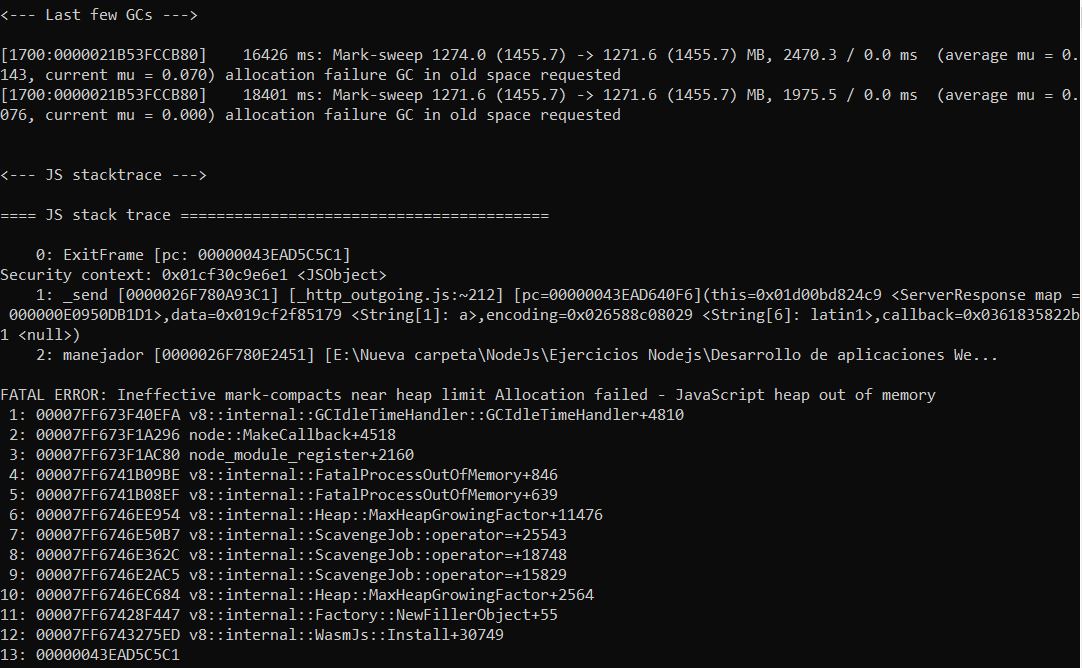 <--- Last few GCs --->
[1700:0000021B53FCCB80]    16426 ms: Mark-sweep 1274.0 (1455.7) -> 1271.6 (1455.7) MB, 2470.3 / 0.0 ms  (average mu = 0.
143, current mu = 0.070) allocation failure GC in old space requested
[1700:0000021B53FCCB80]    18401 ms: Mark-sweep 1271.6 (1455.7) -> 1271.6 (1455.7) MB, 1975.5 / 0.0 ms  (average mu = 0.
076, current mu = 0.000) allocation failure GC in old space requested
<--- JS stacktrace --->
==== JS stack trace =========================================
    0: ExitFrame [pc: 00000043EAD5C5C1]
Security context: 0x01cf30c9e6e1 <JSObject>
    1: _send [0000026F780A93C1] [_http_outgoing.js:~212] [pc=00000043EAD640F6](this=0x01d00bd824c9 <ServerResponse map =
 000000E0950DB1D1>,data=0x019cf2f85179 <String[1]: a>,encoding=0x026588c08029 <String[6]: latin1>,callback=0x0361835822b
1 <null>)
    2: manejador [0000026F780E2451] [E:\Nueva carpeta\NodeJs\Ejercicios Nodejs\Desarrollo de aplicaciones We...
FATAL ERROR: Ineffective mark-compacts near heap limit Allocation failed - JavaScript heap out of memory
 1: 00007FF673F40EFA v8::internal::GCIdleTimeHandler::GCIdleTimeHandler+4810
 2: 00007FF673F1A296 node::MakeCallback+4518
 3: 00007FF673F1AC80 node_module_register+2160
 4: 00007FF6741B09BE v8::internal::FatalProcessOutOfMemory+846
 5: 00007FF6741B08EF v8::internal::FatalProcessOutOfMemory+639
 6: 00007FF6746EE954 v8::internal::Heap::MaxHeapGrowingFactor+11476
 7: 00007FF6746E50B7 v8::internal::ScavengeJob::operator=+25543
 8: 00007FF6746E362C v8::internal::ScavengeJob::operator=+18748
 9: 00007FF6746E2AC5 v8::internal::ScavengeJob::operator=+15829
10: 00007FF6746EC684 v8::internal::Heap::MaxHeapGrowingFactor+2564
11: 00007FF67428F447 v8::internal::Factory::NewFillerObject+55
12: 00007FF6743275ED v8::internal::WasmJs::Install+30749
13: 00000043EAD5C5C1